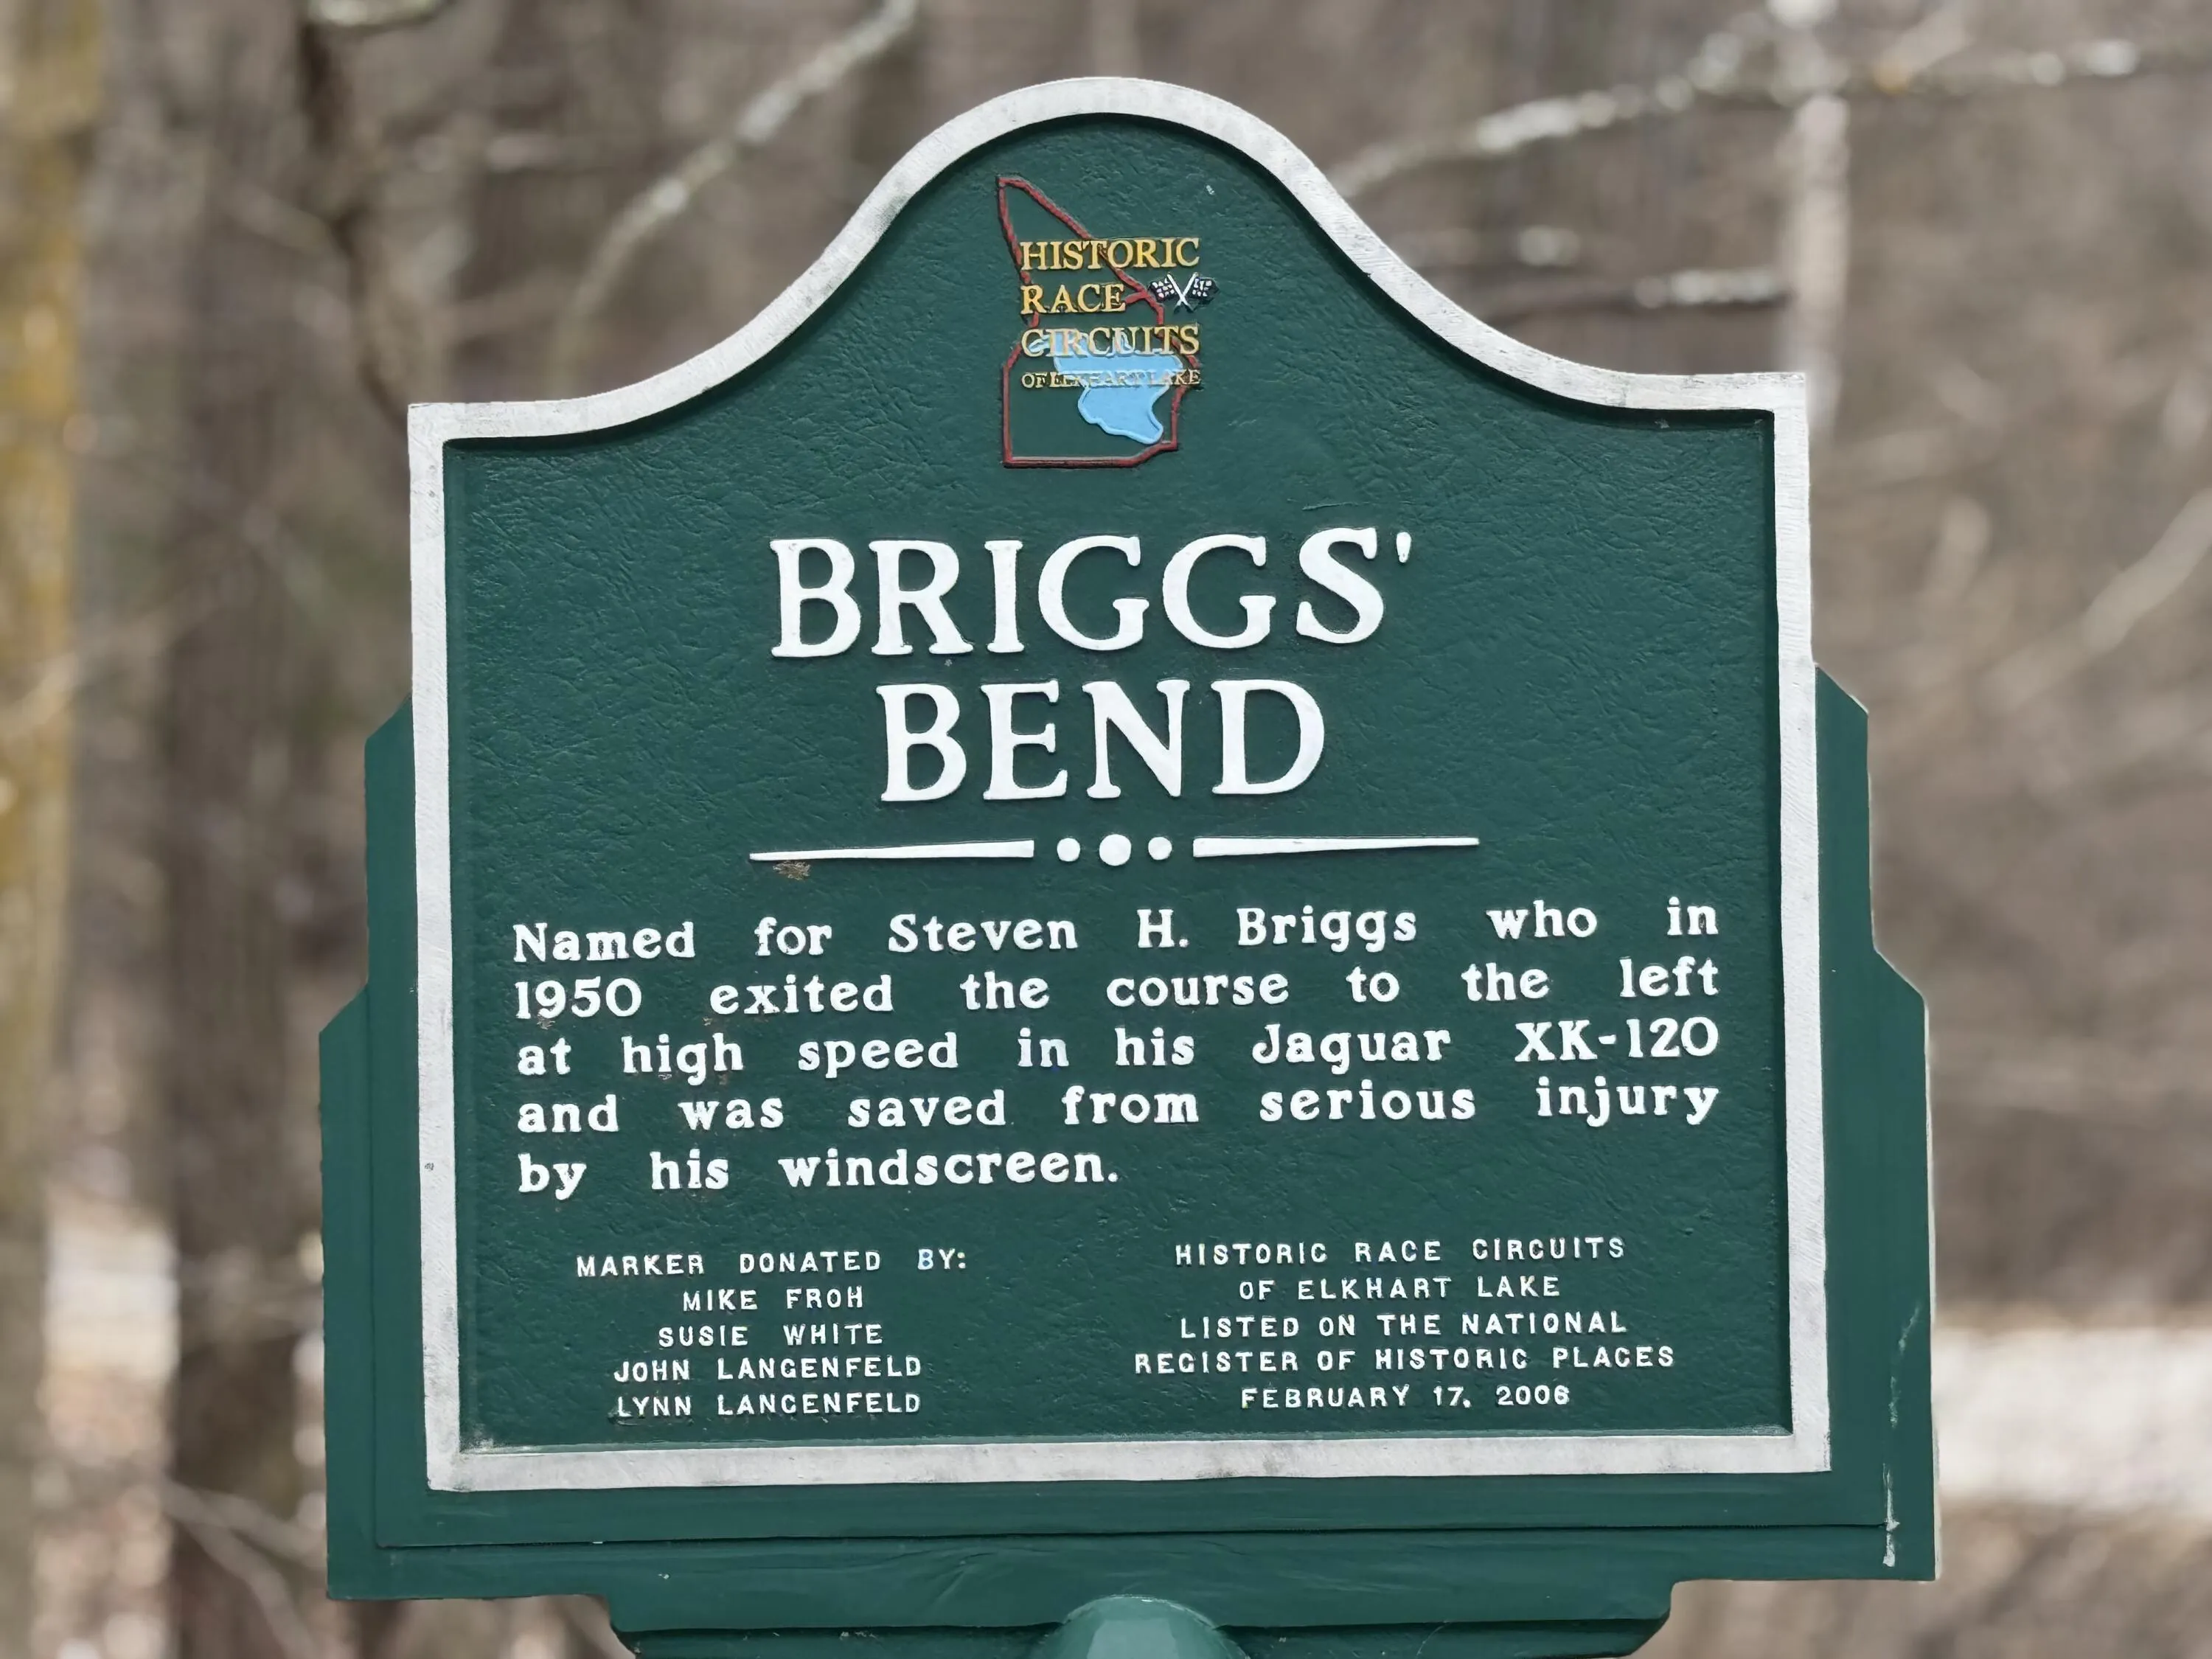 HISTORIC
RACE
CIRCUITS
OF ELKHART LAKE
BRIGGS'
BEND
Named for Steven H. Briggs who in
1950 exited the course to the left
at high speed in his Jaguar XK-120
and was saved from serious injury
by his windscreen.
MARKER DONATED BY:
MIKE FROH
SUSIE WHITE
JOHN LANGENFELD
LYNN LANGENFELD
HISTORIC RACE CIRCUITS
OF ELKHART LAKE
LISTED ON THE NATIONAL
REGISTER OF HISTORIC PLACES
FEBRUARY 17, 2006